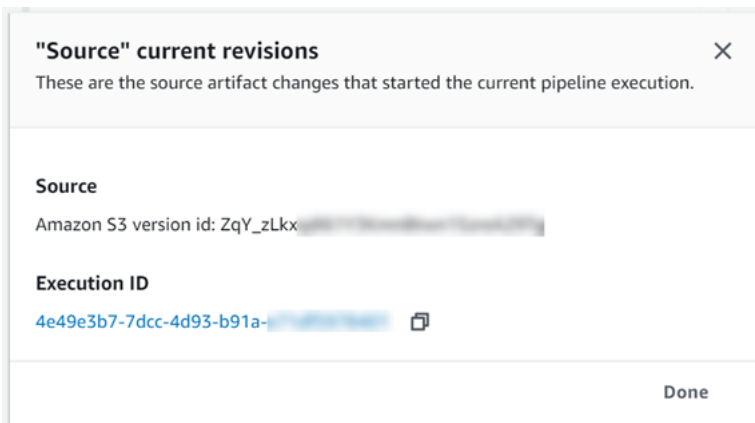 "Source" current revisions
These are the source artifact changes that started the current pipeline execution.
Source
Amazon S3 version id: ZqY_zLkx
Execution ID
4e49e3b7-7dcc-4d93-b91a-
Done